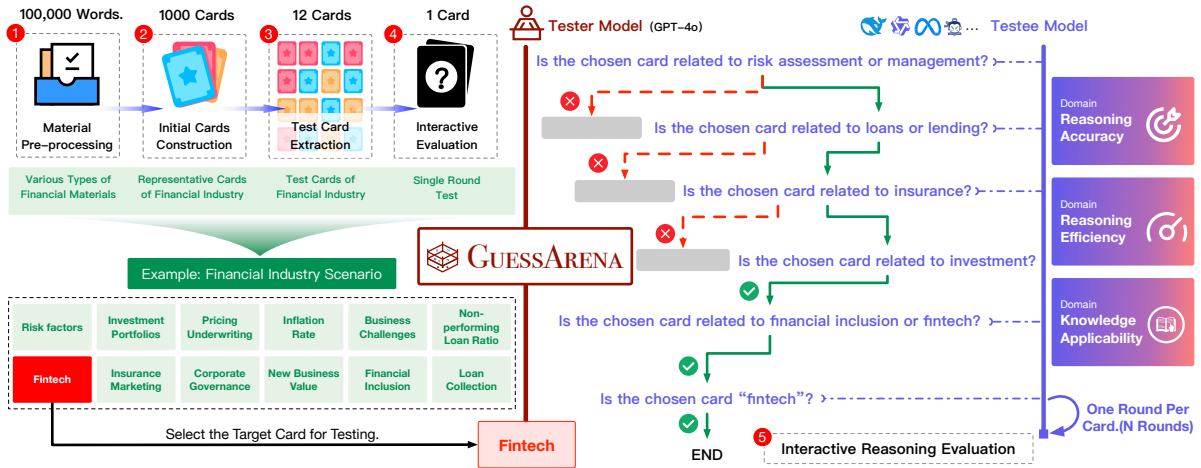 100,000 Words.
1000 Cards
12 Cards
1 Card
1
2
3
4
Material
Pre-processing
Initial Cards
Construction
Test Card
Extraction
?
Interactive
Evaluation
Various Types of
Financial Materials
Representative Cards
of Financial Industry
Test Cards of
Financial Industry
Single Round
Test
Example: Financial Industry Scenario
Risk factors
Investment
Portfolios
Pricing
Underwriting
Inflation
Rate
Business
Challenges
Non-
performing
Loan Ratio
Fintech
Insurance
Marketing
Corporate
Governance
New Business
Value
Financial
Inclusion
Loan
Collection
Select the Target Card for Testing.
Fintech
GUESSARENA
Tester Model (GPT-4o)
... Testee Model
Is the chosen card related to risk assessment or management?
Is the chosen card related to loans or lending?
Is the chosen card related to insurance?
Is the chosen card related to investment?
Is the chosen card related to financial inclusion or fintech?
Is the chosen card “fintech”?
END
5
Interactive Reasoning Evaluation
Domain
Reasoning
Accuracy
Domain
Reasoning
Efficiency
Domain
Knowledge
Applicability
One Round Per
Card.(N Rounds)